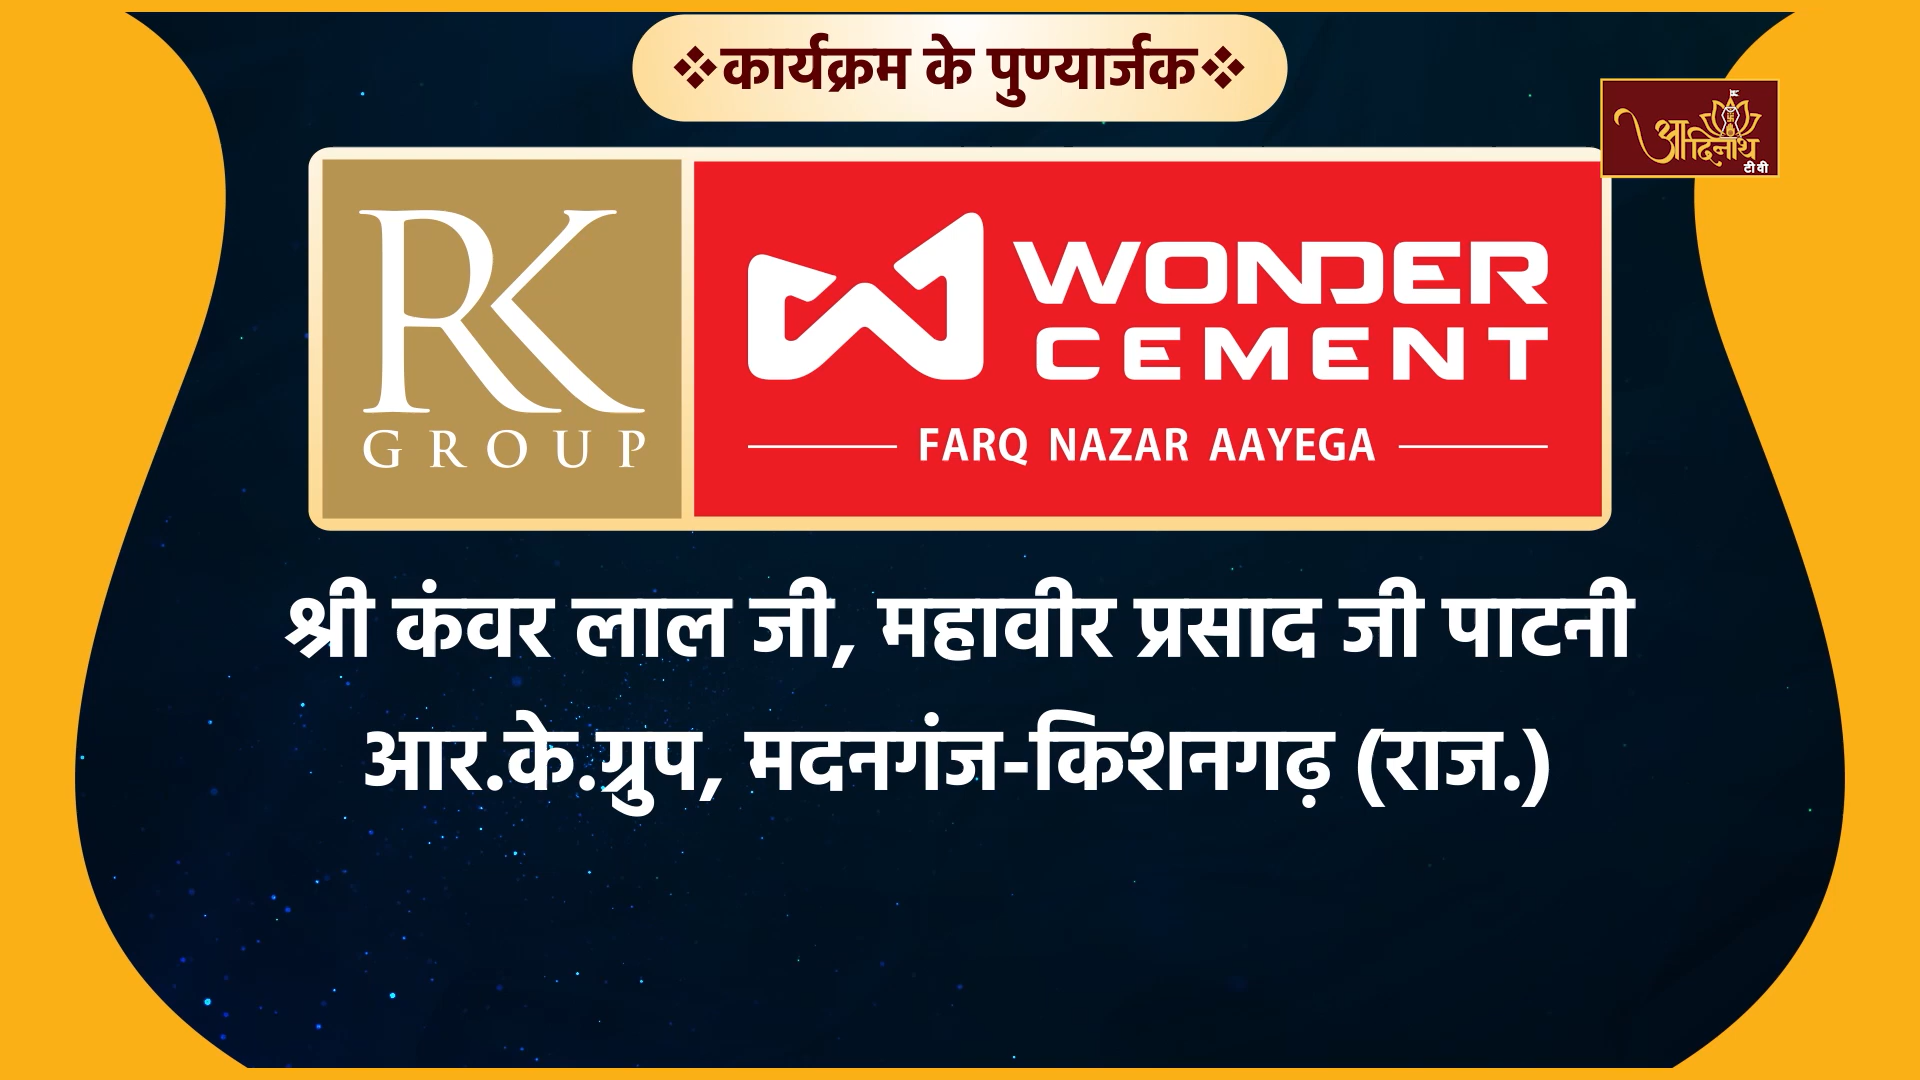 ❖कार्यक्रम के पुण्यार्जक❖
आदिनाथ
टीवी
RK
GROUP
WONDER
CEMENT
FARQ NAZAR AAYEGA
श्री कंवर लाल जी, महावीर प्रसाद जी पाटनी
आर.के.ग्रुप, मदनगंज-किशनगढ़ (राज.)